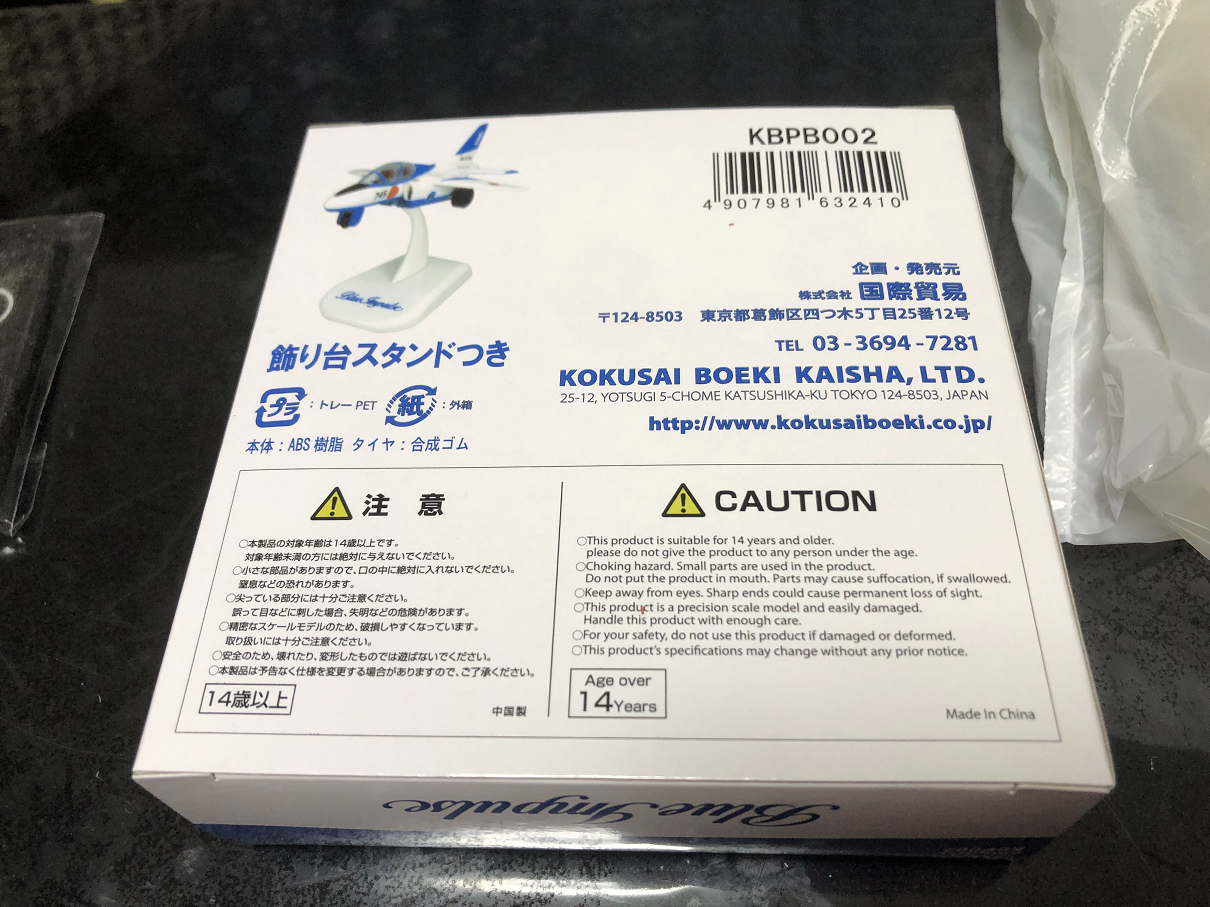 KBPB002
4 907981 632410
Blue Impulse
飾り台スタンドつき
プラ :トレー PET 紙 :外箱
本体:ABS樹脂 タイヤ:合成ゴム
企画・発売元
株式会社 国際貿易
〒124-8503 東京都葛飾区四つ木5丁目25番12号
TEL 03-3694-7281
KOKUSAI BOEKI KAISHA, LTD.
25-12, YOTSUGI 5-CHOME KATSUSHIKA-KU TOKYO 124-8503, JAPAN
http://www.kokusaiboeki.co.jp/
注 意
○本製品の対象年齢は14歳以上です。
対象年齢未満の方には絶対に与えないでください。
○小さな部品がありますので、口の中に絶対に入れないでください。
窒息などの恐れがあります。
○尖っている部分には十分ご注意ください。
誤って目などに刺した場合、失明などの危険があります。
○精密なスケールモデルのため、破損しやすくなっています。
取り扱いには十分ご注意ください。
○安全のため、壊れたり、変形したものでは遊ばないでください。
○本製品は予告なく仕様を変更する場合がありますので、ご了承ください。
14歳以上
中国製
CAUTION
○This product is suitable for 14 years and older.
please do not give the product to any person under the age.
○Choking hazard. Small parts are used in the product.
Do not put the product in mouth. Parts may cause suffocation, if swallowed.
○Keep away from eyes. Sharp ends could cause permanent loss of sight.
○This product is a precision scale model and easily damaged.
Handle this product with enough care.
○For your safety, do not use this product if damaged or deformed.
○This product's specifications may change without any prior notice.
Age over
14Years
Made In China
Blue Impulse